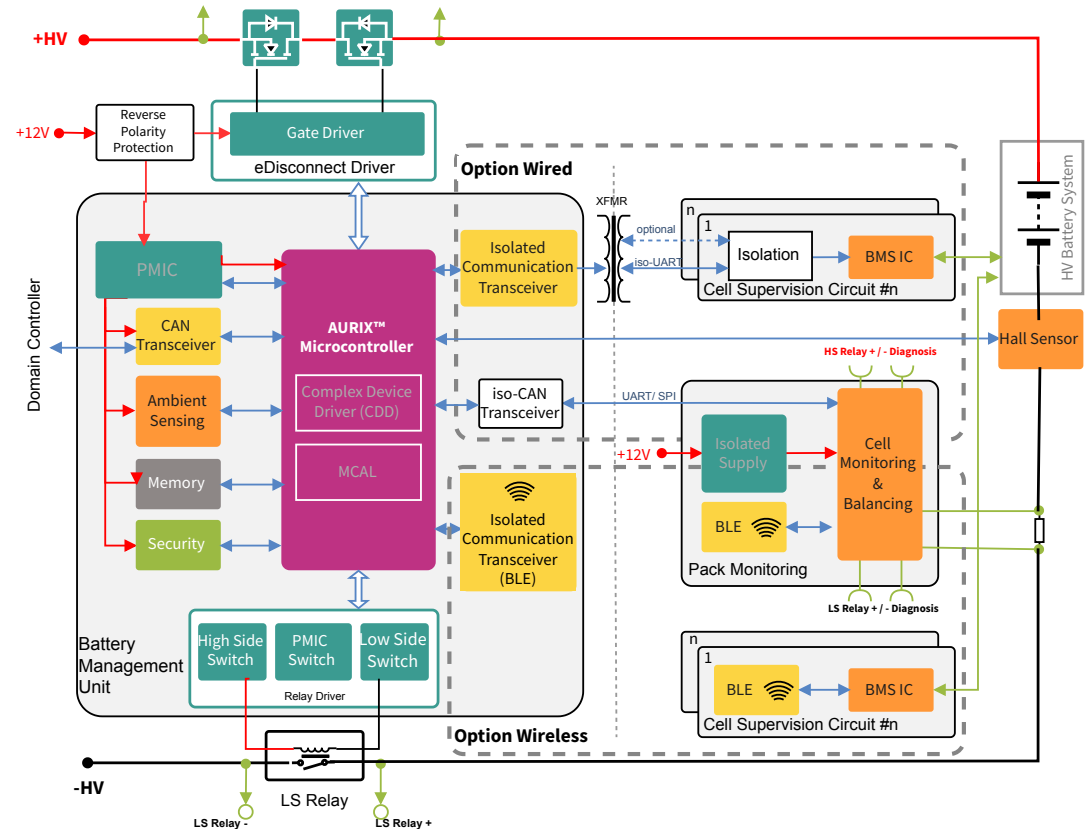 +HV
+12V
Reverse
Polarity
Protection
Gate Driver
eDisconnect Driver
Option Wired
XFMR
n
1
optional
iso-UART
Isolation
BMS IC
Cell Supervision Circuit #n
HV Battery System
Hall Sensor
PMIC
Isolated
Communication
Transceiver
CAN
Transceiver
AURIX™
Microcontroller
Domain Controller
Ambient
Sensing
Complex Device
Driver (CDD)
MCAL
iso-CAN
Transceiver
UART/ SPI
HS Relay + / - Diagnosis
+12V
Isolated
Supply
Cell
Monitoring
&
Balancing
Memory
Security
Isolated
Communication
Transceiver
(BLE)
BLE
Pack Monitoring
LS Relay + / - Diagnosis
High Side
Switch
PMIC
Switch
Low Side
Switch
Relay Driver
Battery
Management
Unit
n
1
BLE
BMS IC
Cell Supervision Circuit #n
Option Wireless
-HV
LS Relay
LS Relay -
LS Relay +